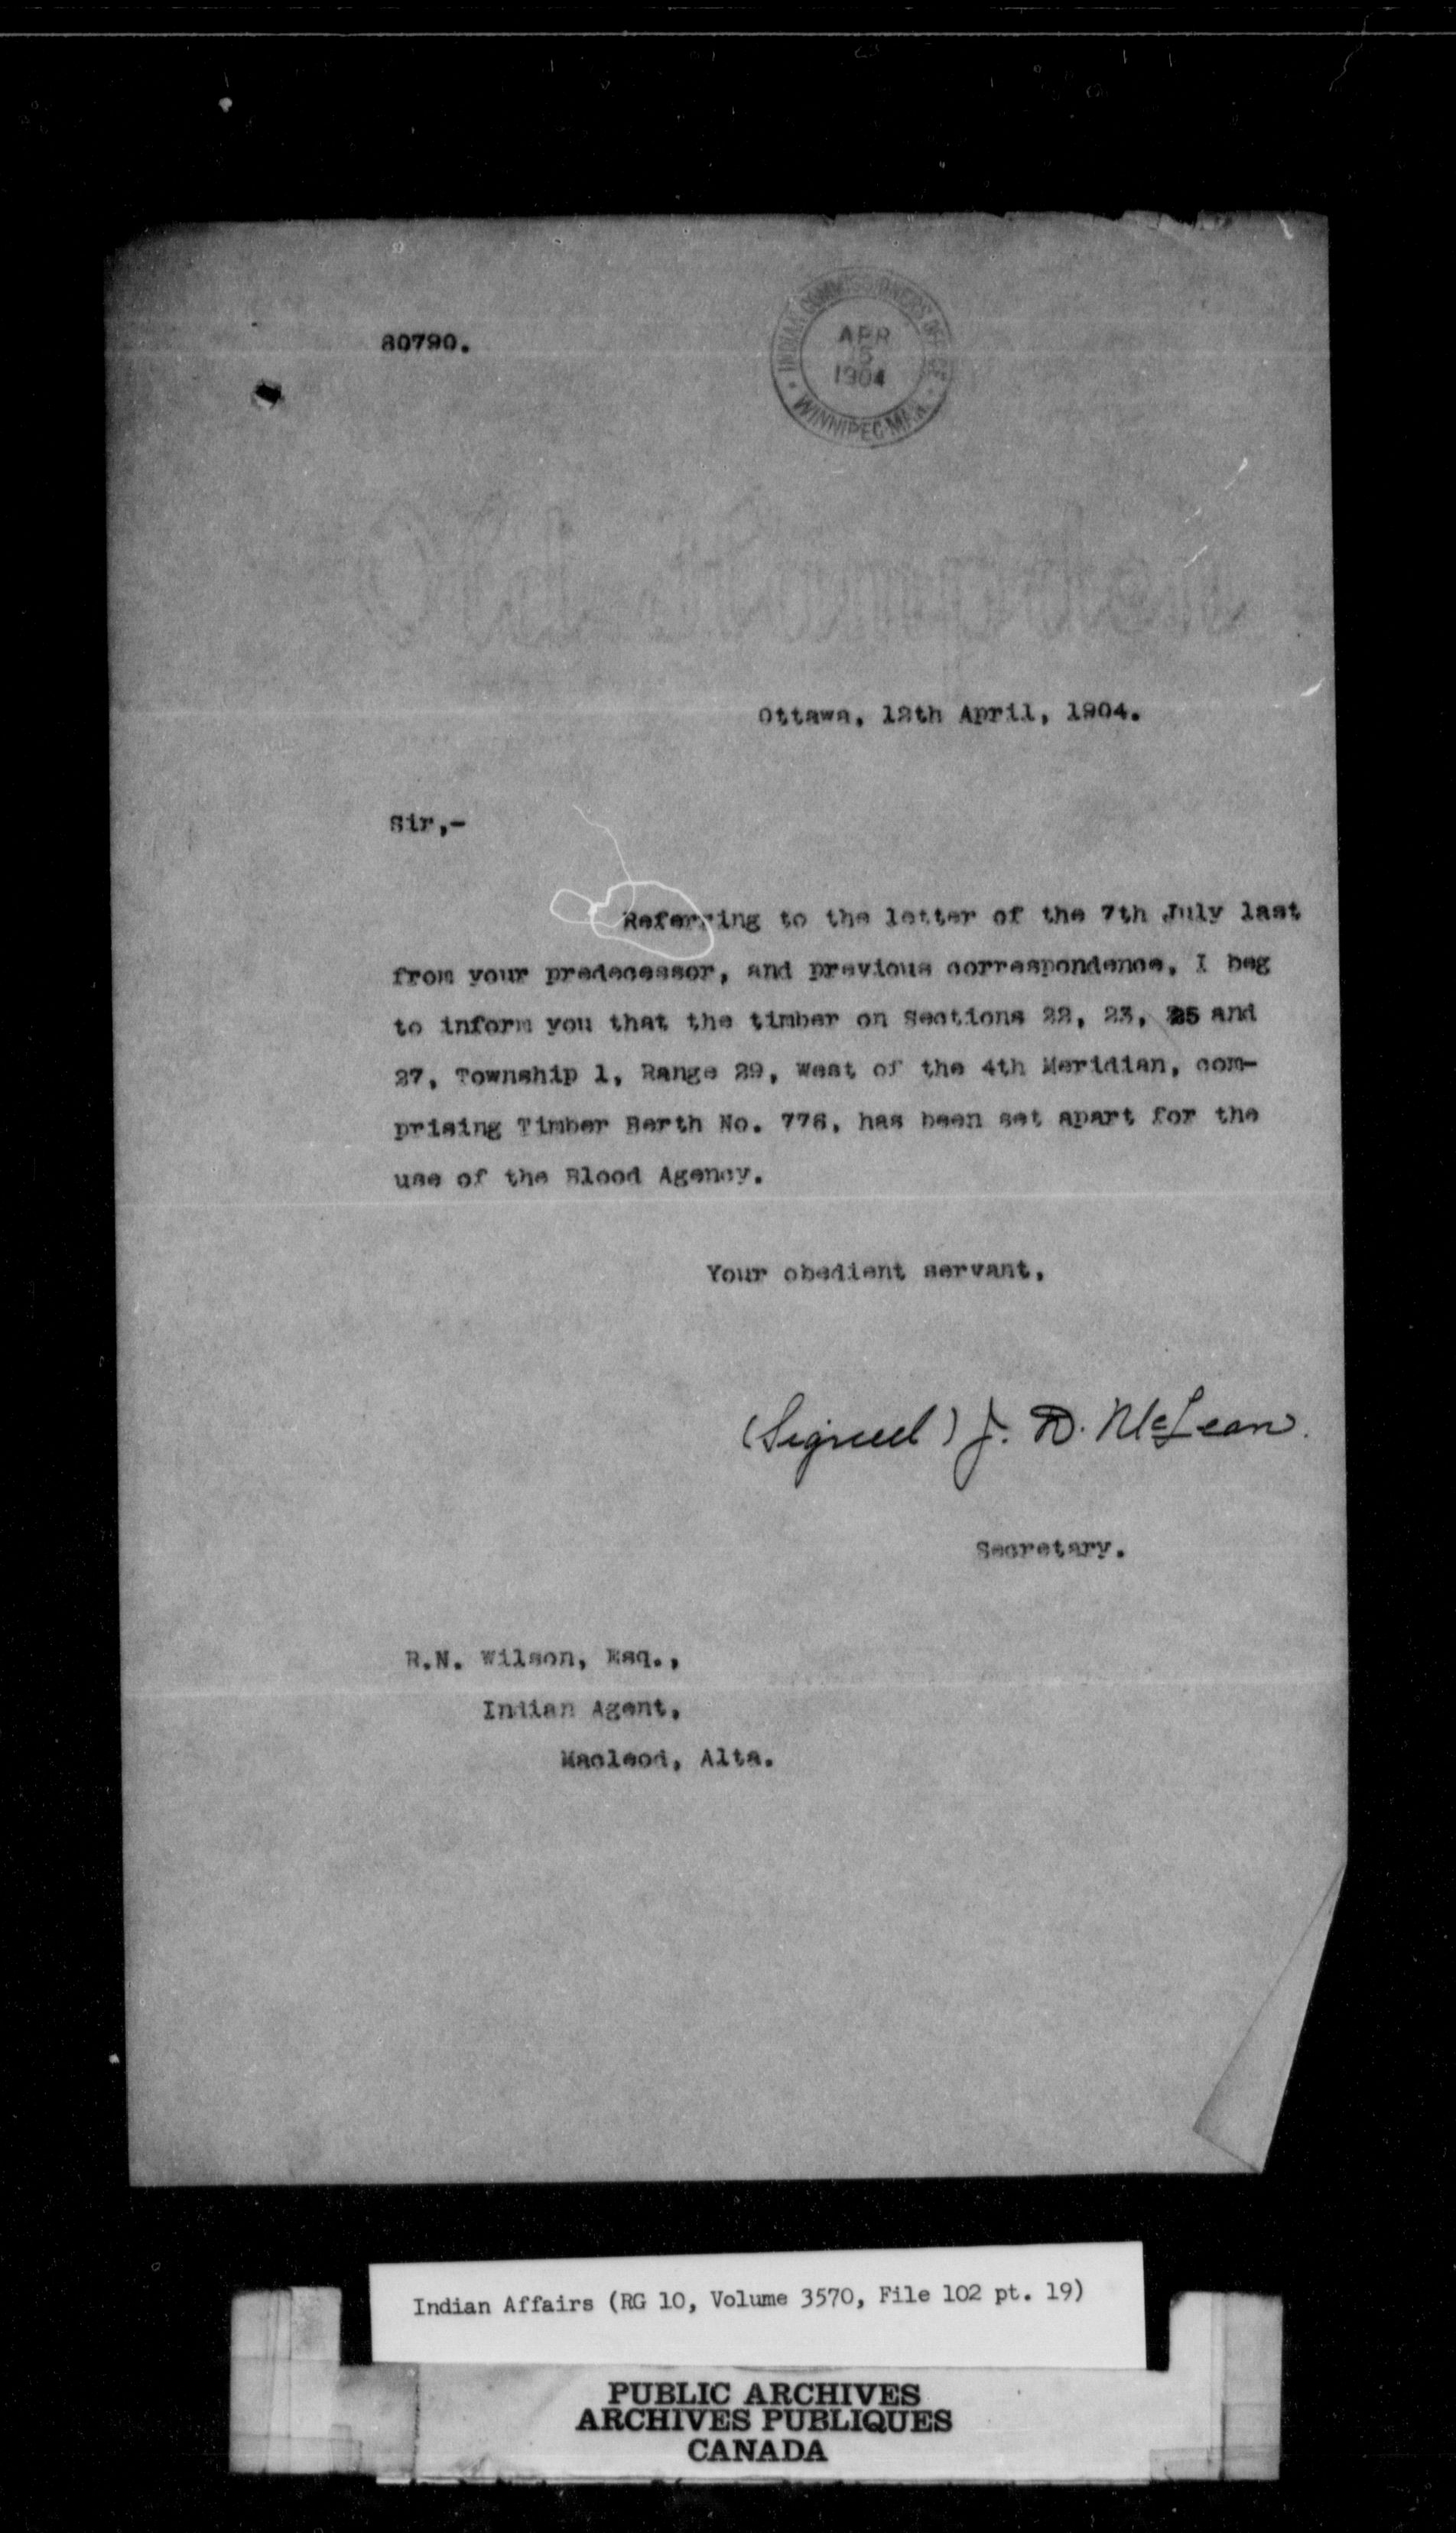 80790.
INDIAN COMMISSIONER'S OFFICE
APR
1904
WINNIPEG MAN.
Ottawa, 12th April, 1904.
Sir,-
Referring to the letter of the 7th July last
from your predecessor, and previous correspondence, I beg
to inform you that the timber on Sections 22, 23, 25 and
27, Township 1, Range 29, West of the 4th Meridian, com-
prising Timber Berth No. 776, has been set apart for the
use of the Blood Agency.
Your obedient servant,
(Signed) J. D. McLean.
Secretary.
R.N. Wilson, Esq.,
Indian Agent,
Macleod, Alta.
Indian Affairs (RG 10, Volume 3570, File 102 pt. 19)
PUBLIC ARCHIVES
ARCHIVES PUBLIQUES
CANADA